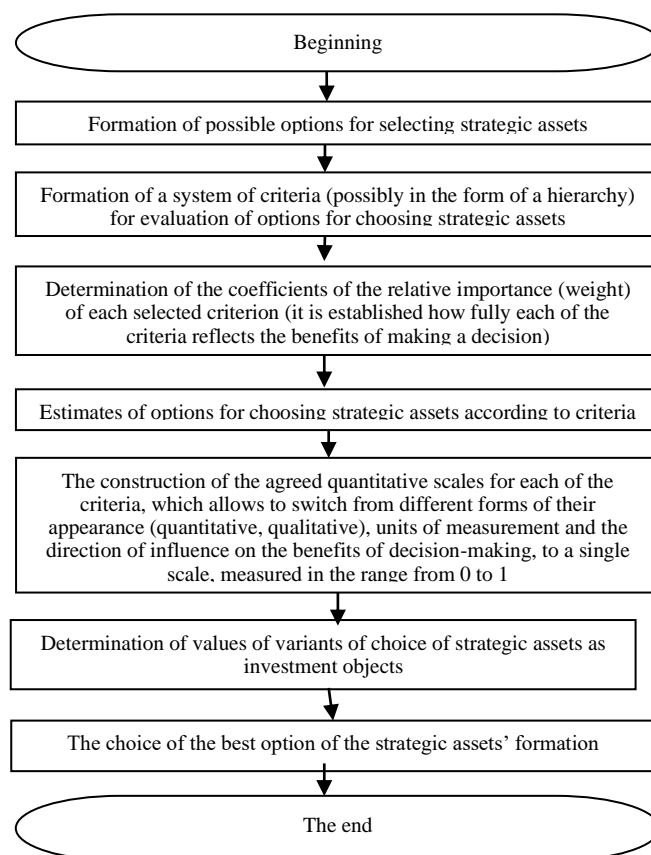 Beginning
Formation of possible options for selecting strategic assets
Formation of a system of criteria (possibly in the form of a hierarchy)
for evaluation of options for choosing strategic assets
Determination of the coefficients of the relative importance (weight)
of each selected criterion (it is established how fully each of the
criteria reflects the benefits of making a decision)
Estimates of options for choosing strategic assets according to criteria
The construction of the agreed quantitative scales for each of the
criteria, which allows to switch from different forms of their
appearance (quantitative, qualitative), units of measurement and the
direction of influence on the benefits of decision-making, to a single
scale, measured in the range from 0 to 1
Determination of values of variants of choice of strategic assets as
investment objects
The choice of the best option of the strategic assets’ formation
The end